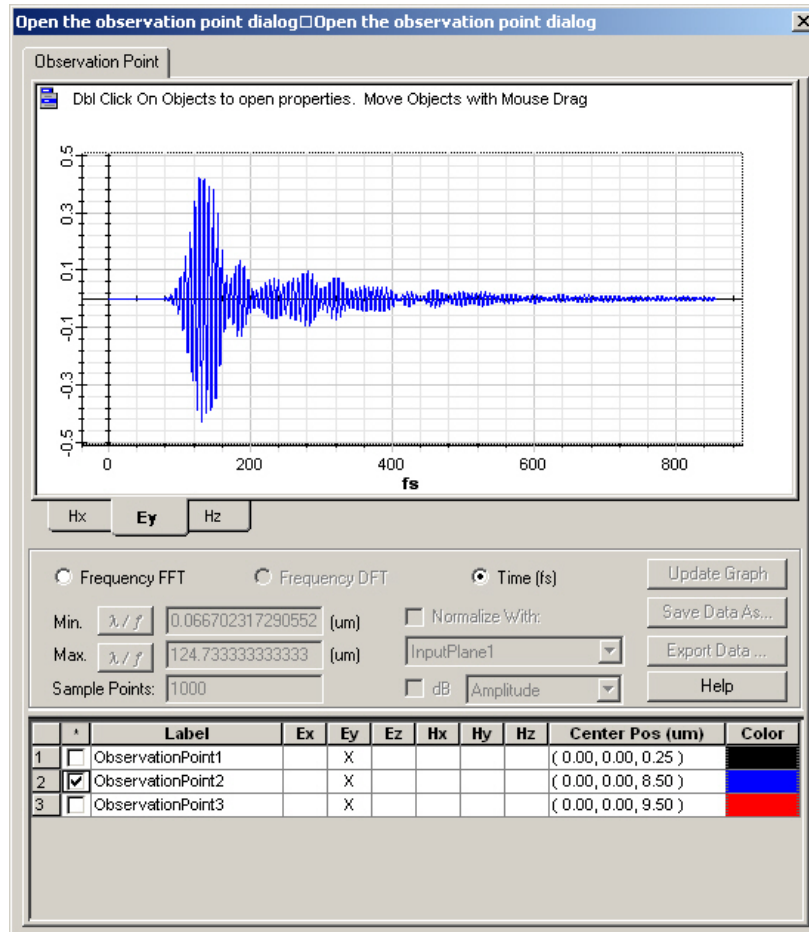 Open the observation point dialog□Open the observation point dialog
Observation Point
Dbl Click On Objects to open properties. Move Objects with Mouse Drag
0.5
0.3
0.1
-0.1
-0.3
-0.5
0 200 400 600 800
fs
Hx Ey Hz
Frequency FFT Frequency DFT Time (fs) Update Graph
Min. λ/f 0.066702317290552 (um) Normalize With: Save Data As...
Max. λ/f 124.733333333333 (um) InputPlane1 Export Data ...
Sample Points: 1000 dB Amplitude Help
* Label Ex Ey Ez Hx Hy Hz Center Pos (um) Color
1 ObservationPoint1 X ( 0.00, 0.00, 0.25 )
2 ObservationPoint2 X ( 0.00, 0.00, 8.50 )
3 ObservationPoint3 X ( 0.00, 0.00, 9.50 )